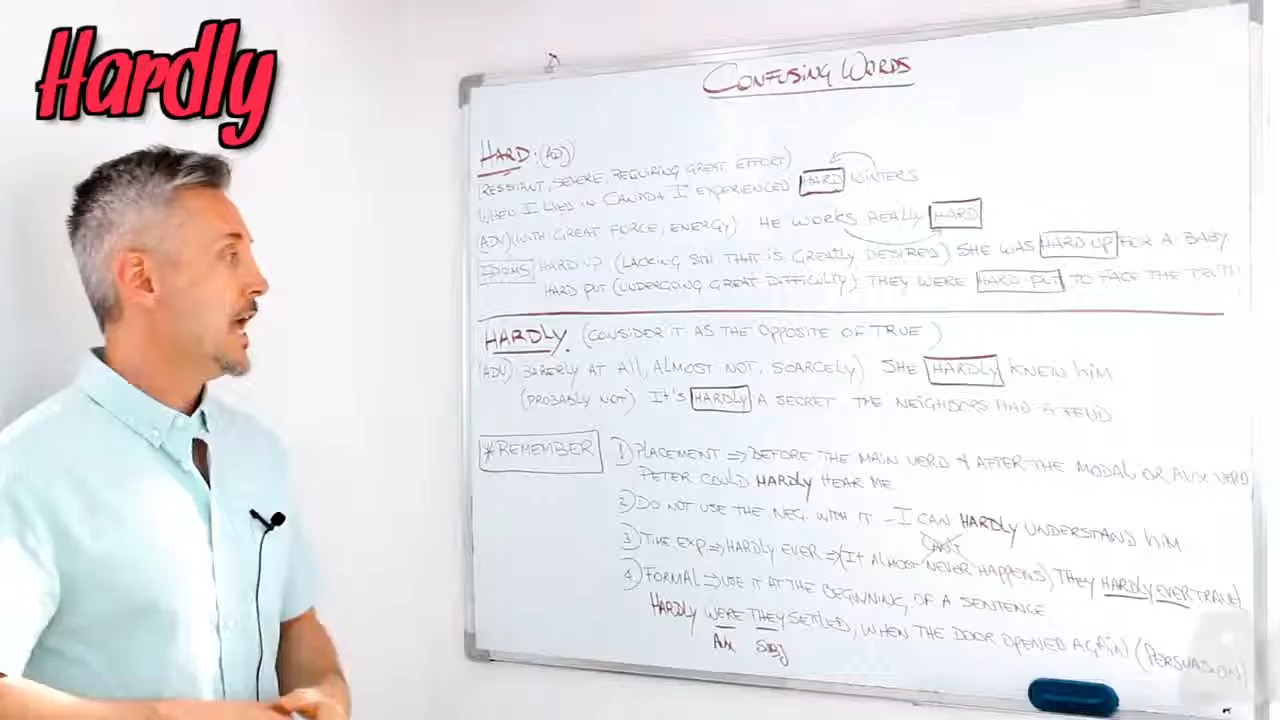 Hardly
CONFUSING WORDS
HARD: (ADJ)
(RESISTANT, SEVERE, REQUIRING GREAT EFFORT)
WHEN I LIVED IN CANADA I EXPERIENCED HARD WINTERS
(ADV) (WITH GREAT FORCE, ENERGY) HE WORKS REALLY HARD
IDIOMS HARD UP (LACKING STH THAT IS GREATLY DESIRED) SHE WAS HARD UP FOR A BABY
HARD PUT (UNDERGOING GREAT DIFFICULTY) THEY WERE HARD PUT TO FACE THE TRUTH
HARDLY. (CONSIDER IT AS THE OPPOSITE OF TRUE)
(ADV) BARERLY AT ALL, ALMOST NOT, SCARCELY) SHE HARDLY KNEW HIM
(PROBABLY NOT) IT'S HARDLY A SECRET THE NEIGHBORS HAD A FEUD
*REMEMBER
1) PLACEMENT ⇒ BEFORE THE MAIN VERB & AFTER THE MODAL OR AUX VERB
PETER COULD HARDLY HEAR ME
2) DO NOT USE THE NEG. WITH IT - I CAN HARDLY UNDERSTAND HIM
CAN'T
3) TIME EXP ⇒ HARDLY EVER ⇒ (IT ALMOST NEVER HAPPENS) THEY HARDLY EVER TRAVEL
4) FORMAL ⇒ USE IT AT THE BEGINNING OF A SENTENCE
HARDLY WERE THEY SETTLED, WHEN THE DOOR OPENED AGAIN (PERSUASION)
AUX SBJ